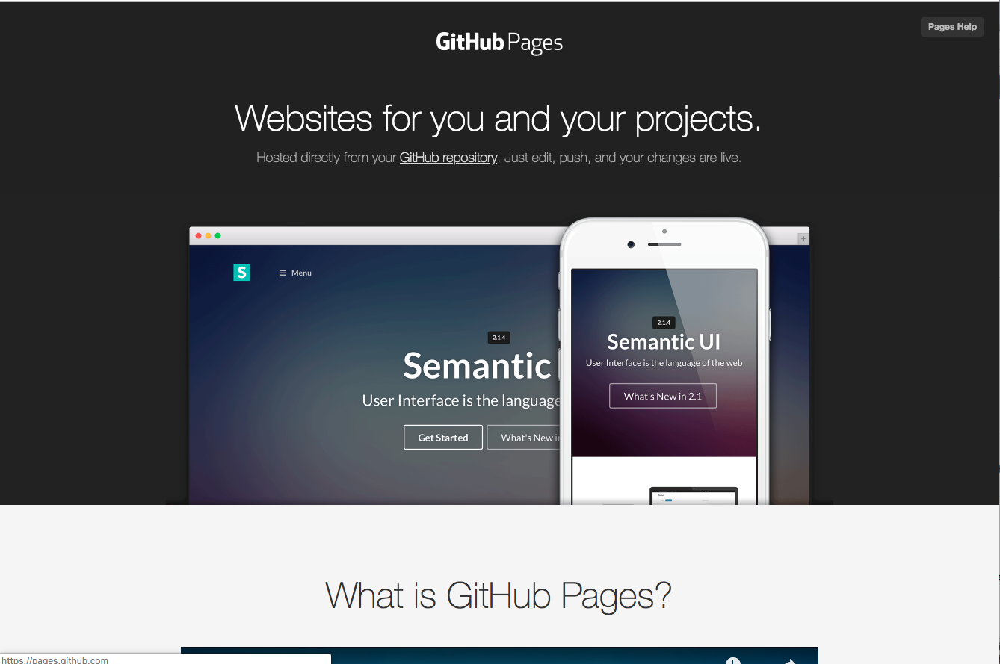 Pages Help
GitHub Pages
Websites for you and your projects.
Hosted directly from your GitHub repository. Just edit, push, and your changes are live.
S
Menu
2.1.4
Semantic
User Interface is the language
Get Started
What's New in
2.1.4
Semantic UI
User Interface is the language of the web
What's New in 2.1
What is GitHub Pages?
https://pages.github.com